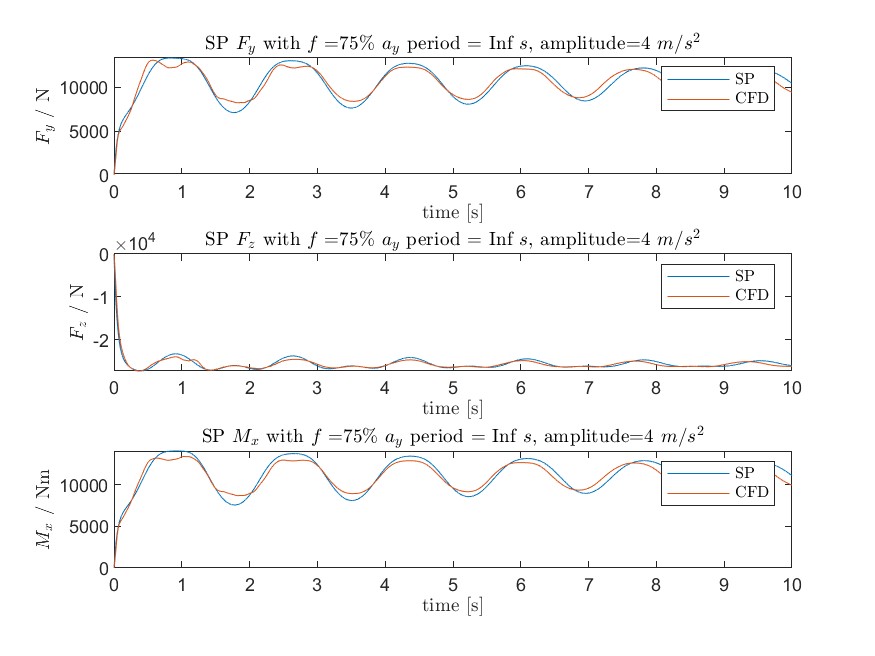 SP F_y with f =75% a_y period = Inf s, amplitude=4 m/s^2
F_y / N
10000
5000
0
0 1 2 3 4 5 6 7 8 9 10
time [s]
SP
CFD
SP F_z with f =75% a_y period = Inf s, amplitude=4 m/s^2
×10^4
F_z / N
0
-1
-2
0 1 2 3 4 5 6 7 8 9 10
time [s]
SP
CFD
SP M_x with f =75% a_y period = Inf s, amplitude=4 m/s^2
M_x / Nm
10000
5000
0
0 1 2 3 4 5 6 7 8 9 10
time [s]
SP
CFD